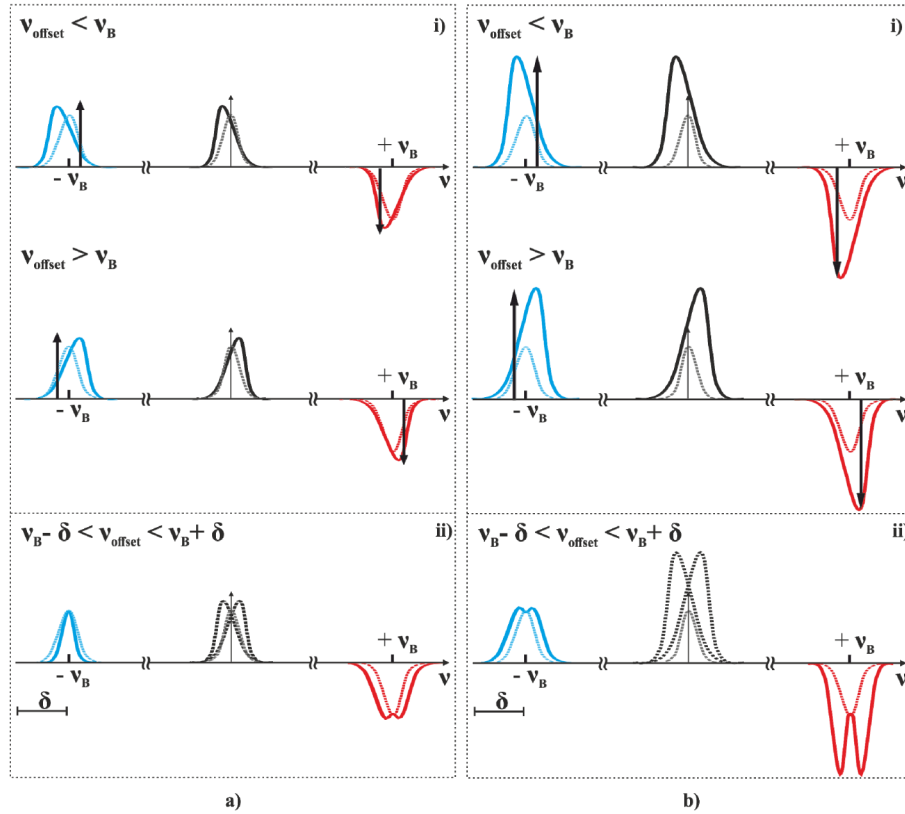 ν_offset < ν_B
i)
+ ν_B
- ν_B
ν
ν_offset > ν_B
+ ν_B
- ν_B
ν
ν_B - δ < ν_offset < ν_B + δ
ii)
+ ν_B
- ν_B
ν
δ
a)
ν_offset < ν_B
i)
+ ν_B
- ν_B
ν
ν_offset > ν_B
+ ν_B
- ν_B
ν
ν_B - δ < ν_offset < ν_B + δ
ii)
+ ν_B
- ν_B
ν
δ
b)